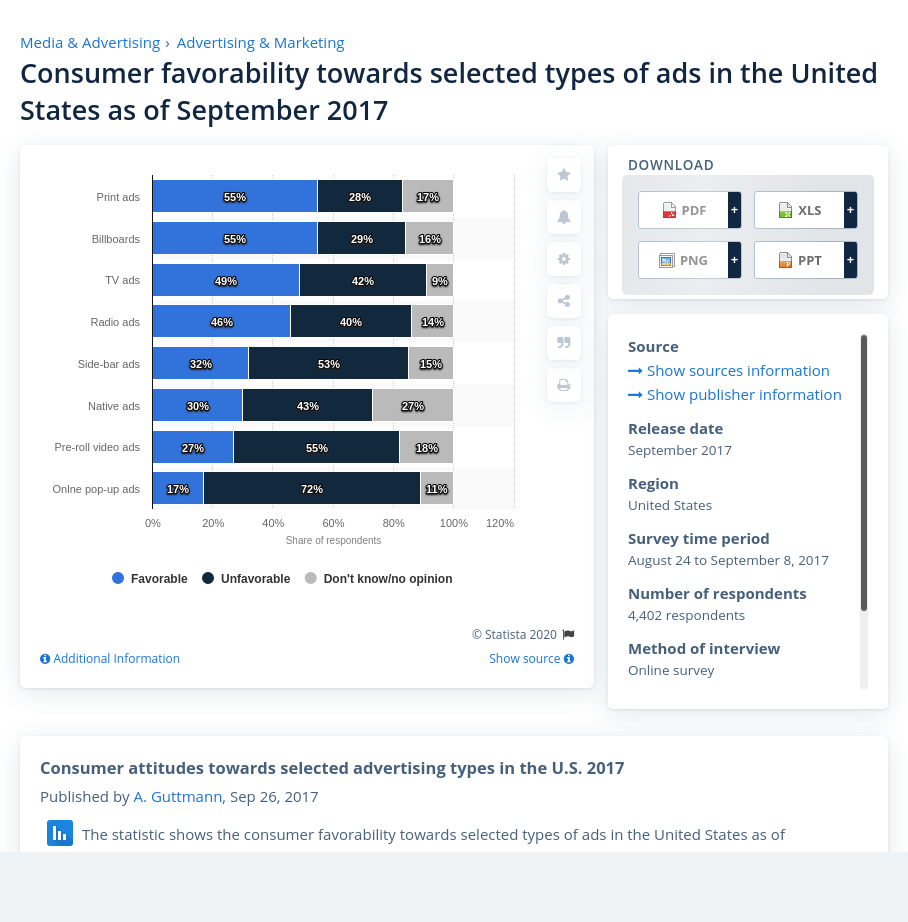 Media & Advertising › Advertising & Marketing
Consumer favorability towards selected types of ads in the United
States as of September 2017
Print ads 55% 28% 17%
Billboards 55% 29% 16%
TV ads 49% 42% 9%
Radio ads 46% 40% 14%
Side-bar ads 32% 53% 15%
Native ads 30% 43% 27%
Pre-roll video ads 27% 55% 18%
Onlne pop-up ads 17% 72% 11%
0% 20% 40% 60% 80% 100% 120%
Share of respondents
Favorable Unfavorable Don't know/no opinion
© Statista 2020
Additional Information Show source
DOWNLOAD
PDF + XLS +
PNG + PPT +
Source
Show sources information
Show publisher information
Release date
September 2017
Region
United States
Survey time period
August 24 to September 8, 2017
Number of respondents
4,402 respondents
Method of interview
Online survey
Consumer attitudes towards selected advertising types in the U.S. 2017
Published by A. Guttmann, Sep 26, 2017
The statistic shows the consumer favorability towards selected types of ads in the United States as of